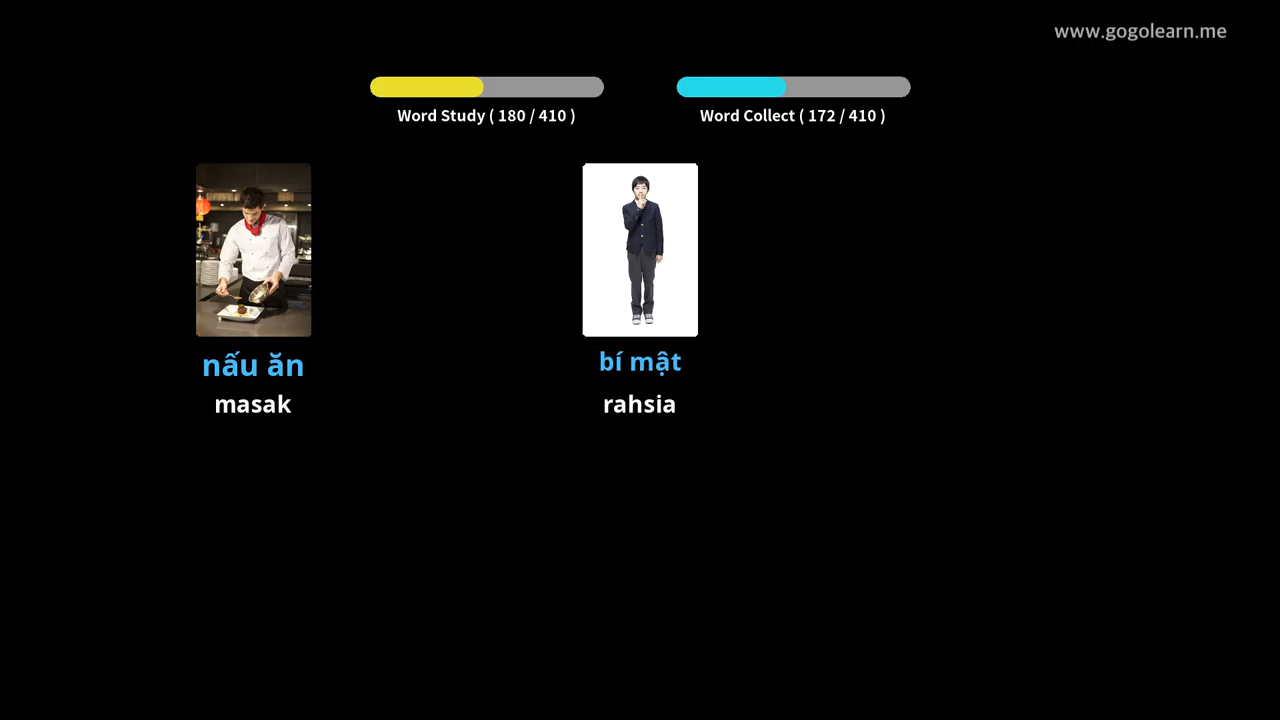 www.gogolearn.me
Word Study ( 180 / 410 )
Word Collect ( 172 / 410 )
nấu ăn
bí mật
masak
rahsia